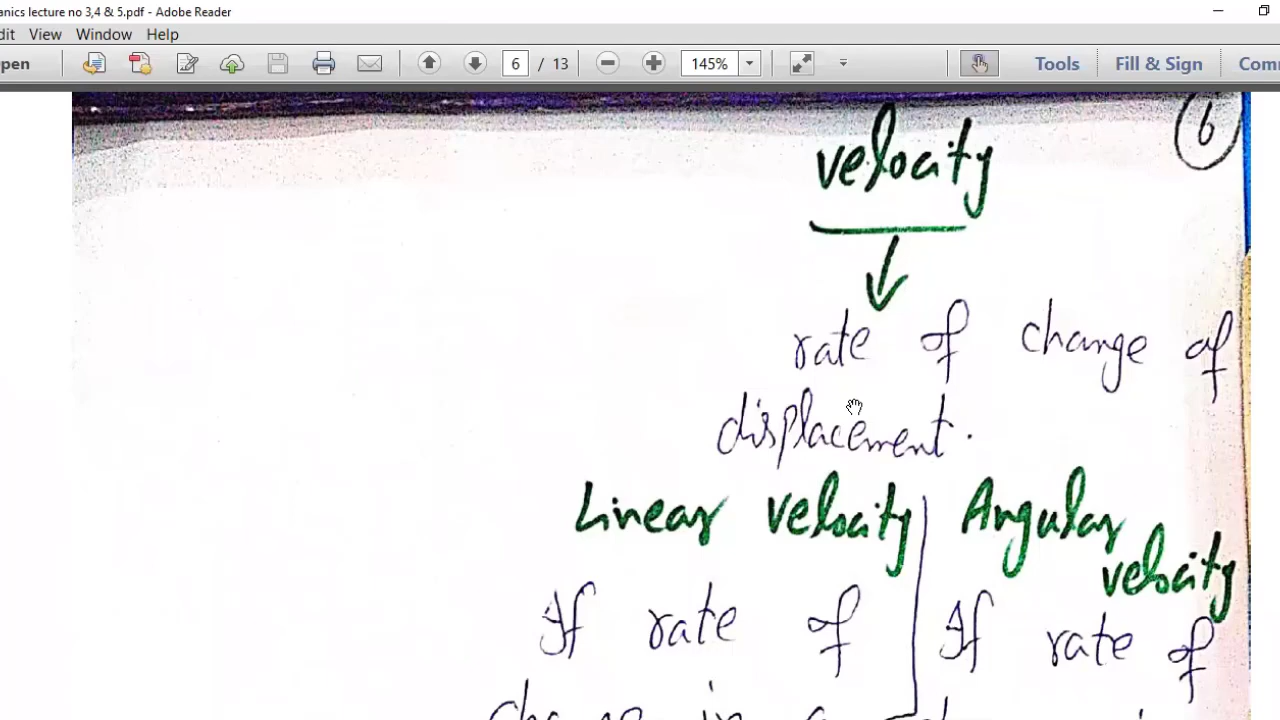 anics lecture no 3,4 & 5.pdf - Adobe Reader
dit View Window Help
pen 6 / 13 145% Tools Fill & Sign Comm
6
velocity
rate of change of
displacement.
Linear velocity Angular
velocity
If rate of If rate of